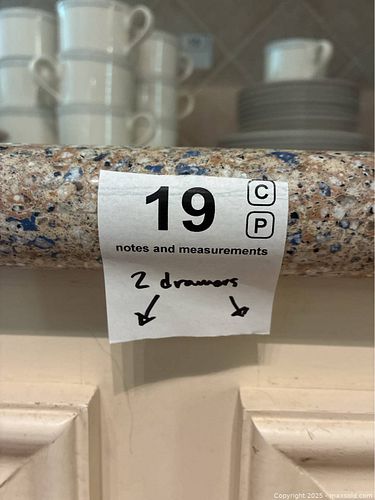 19
C
P
notes and measurements
2 drawers
Copyright 2025 - maxsold.com